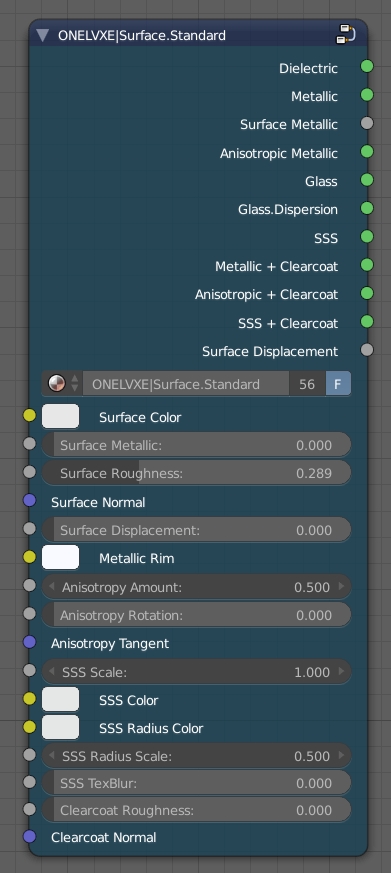 ONELVXE|Surface.Standard
Dielectric
Metallic
Surface Metallic
Anisotropic Metallic
Glass
Glass.Dispersion
SSS
Metallic + Clearcoat
Anisotropic + Clearcoat
SSS + Clearcoat
Surface Displacement
ONELVXE|Surface.Standard 56 F
Surface Color
Surface Metallic: 0.000
Surface Roughness: 0.289
Surface Normal
Surface Displacement: 0.000
Metallic Rim
Anisotropy Amount: 0.500
Anisotropy Rotation: 0.000
Anisotropy Tangent
SSS Scale: 1.000
SSS Color
SSS Radius Color
SSS Radius Scale: 0.500
SSS TexBlur: 0.000
Clearcoat Roughness: 0.000
Clearcoat Normal